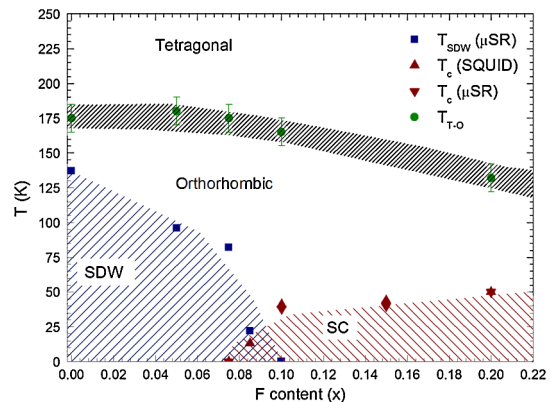 250
225
200
175
150
125
100
75
50
25
0
T (K)
Tetragonal
T_SDW (μSR)
T_c (SQUID)
T_c (μSR)
T_T-O
Orthorhombic
SDW
SC
0.00 0.02 0.04 0.06 0.08 0.10 0.12 0.14 0.16 0.18 0.20 0.22
F content (x)